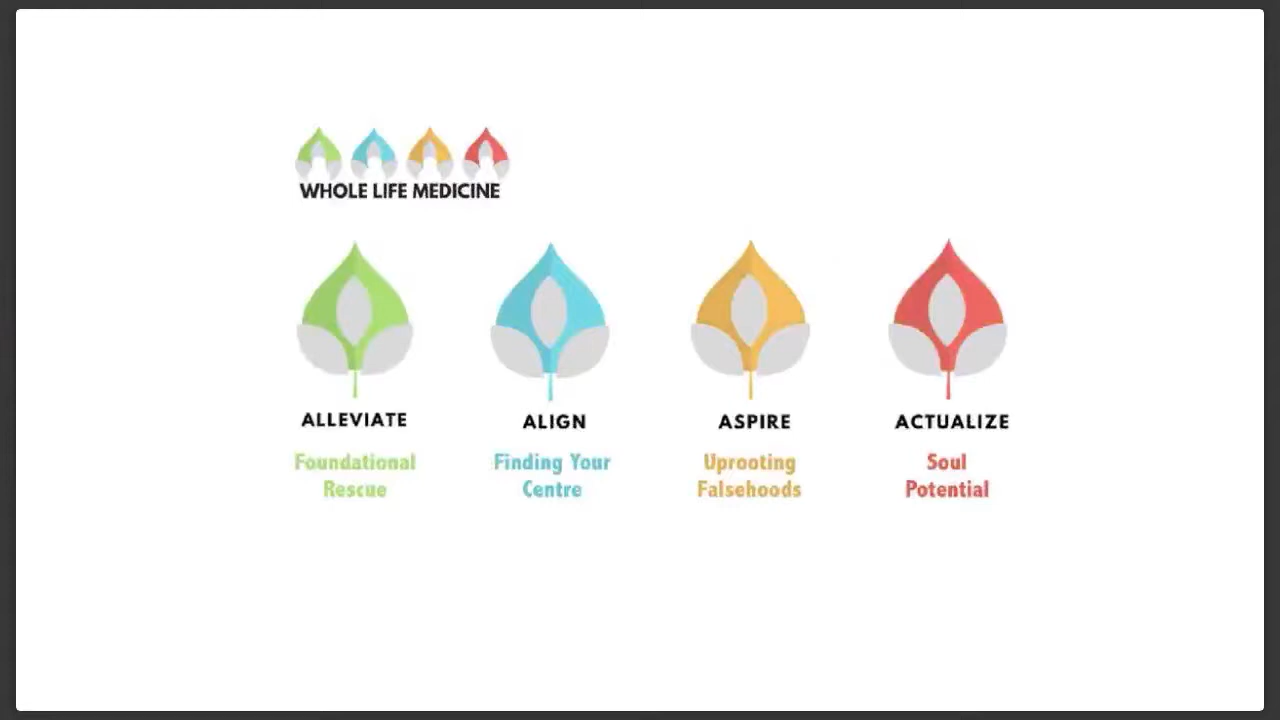 WHOLE LIFE MEDICINE
ALLEVIATE
Foundational
Rescue
ALIGN
Finding Your
Centre
ASPIRE
Uprooting
Falsehoods
ACTUALIZE
Soul
Potential